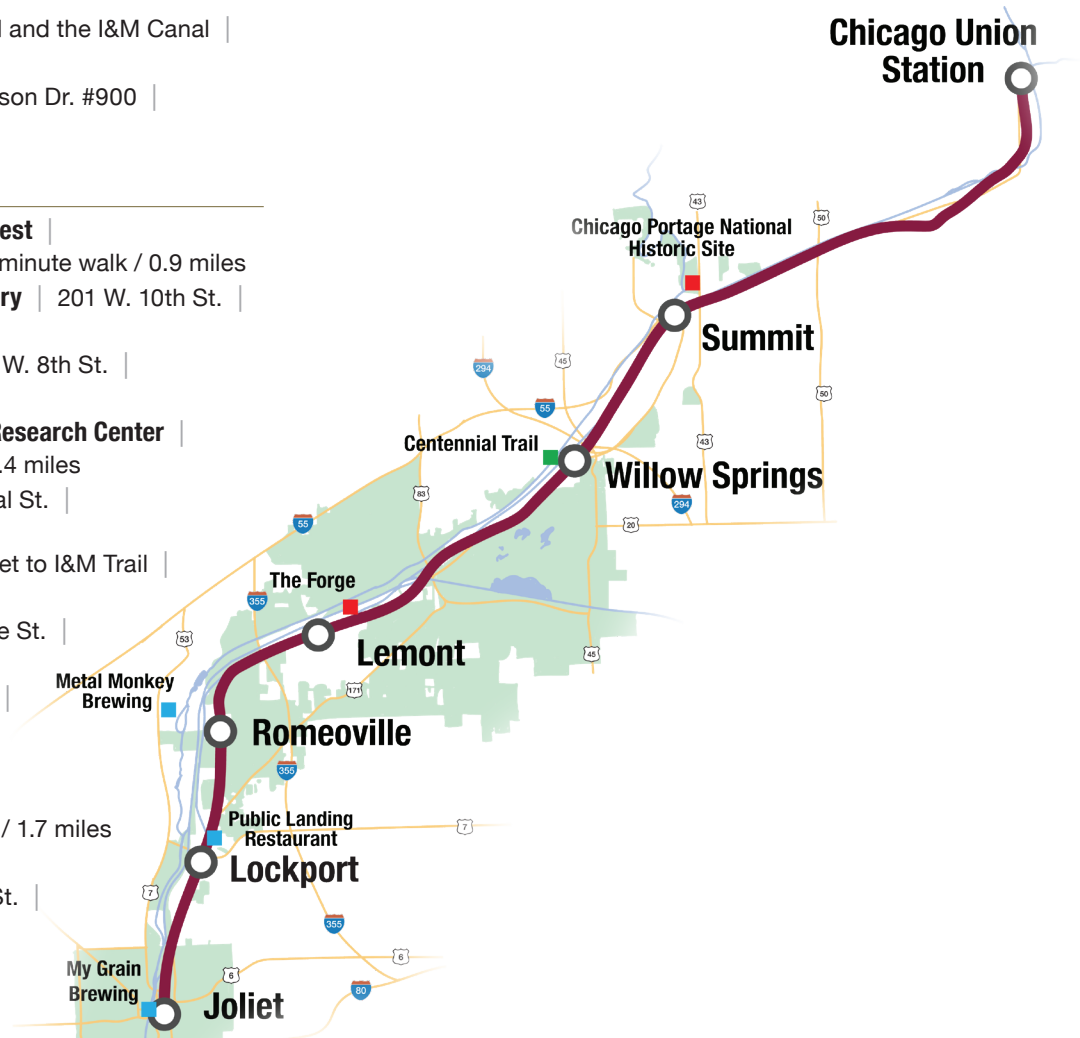 l and the I&M Canal |
son Dr. #900 |
est |
minute walk / 0.9 miles
ry | 201 W. 10th St. |
W. 8th St. |
Research Center |
.4 miles
al St. |
et to I&M Trail |
e St. |
|
/ 1.7 miles
St. |
Chicago Union
Station
43
50
Chicago Portage National
Historic Site
Summit
294
45
55
50
43
Centennial Trail
Willow Springs
83
294
55
20
The Forge
355
53
Lemont
45
171
Metal Monkey
Brewing
Romeoville
355
Public Landing
Restaurant
7
Lockport
7
355
6
My Grain
Brewing
6
80
Joliet